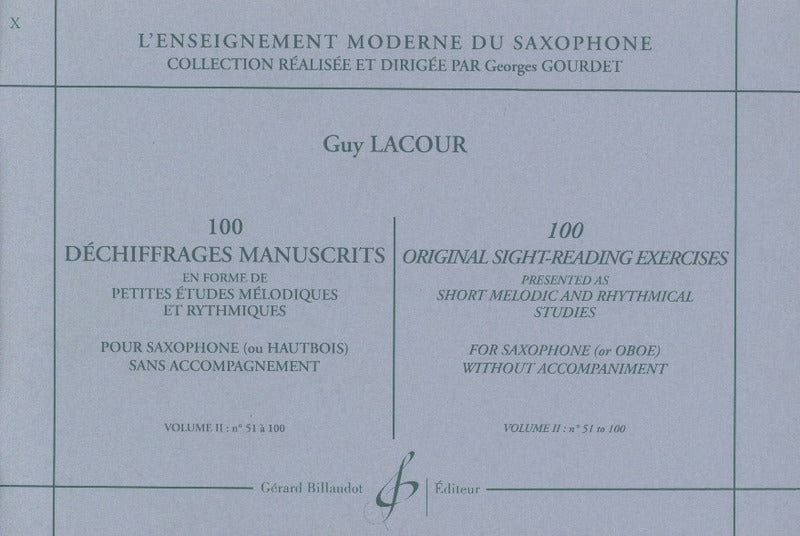 X
L'ENSEIGNEMENT MODERNE DU SAXOPHONE
COLLECTION RÉALISÉE ET DIRIGÉE PAR Georges GOURDET
Guy LACOUR
100
DÉCHIFFRAGES MANUSCRITS
EN FORME DE
PETITES ÉTUDES MÉLODIQUES
ET RYTHMIQUES
POUR SAXOPHONE (ou HAUTBOIS)
SANS ACCOMPAGNEMENT
VOLUME II : n° 51 à 100
100
ORIGINAL SIGHT-READING EXERCISES
PRESENTED AS
SHORT MELODIC AND RHYTHMICAL
STUDIES
FOR SAXOPHONE (or OBOE)
WITHOUT ACCOMPANIMENT
VOLUME II : n° 51 to 100
Gérard Billaudot Éditeur